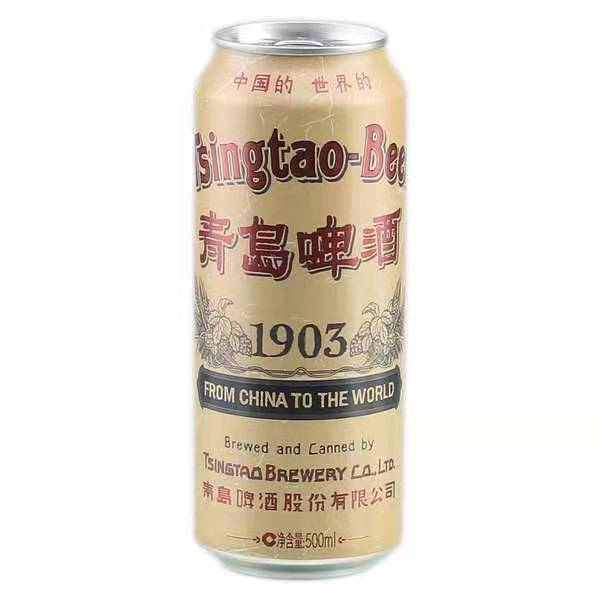 中国的 世界的
Tsingtao-Bee
青島啤酒
1903
FROM CHINA TO THE WORLD
Brewed and Canned by
TSINGTAO BREWERY CO., LTD.
青島啤酒股份有限公司
净含量:500ml